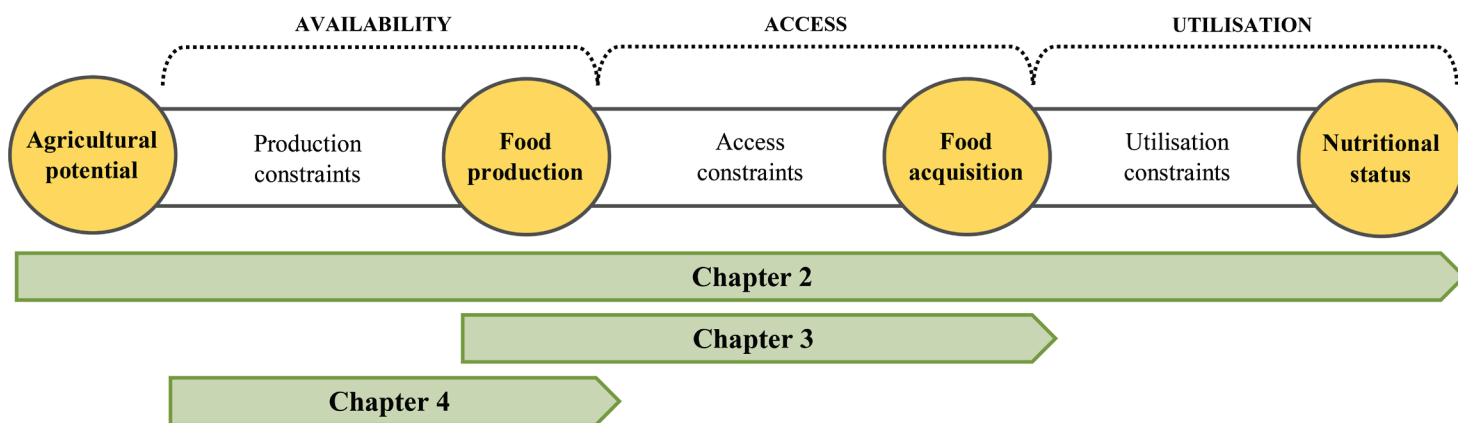 AVAILABILITY
ACCESS
UTILISATION
Agricultural
potential
Production
constraints
Food
production
Access
constraints
Food
acquisition
Utilisation
constraints
Nutritional
status
Chapter 2
Chapter 3
Chapter 4